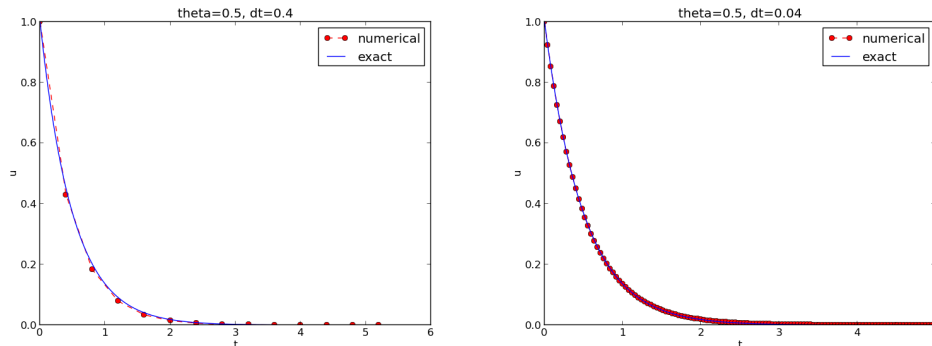 theta=0.5, dt=0.4
1.0
0.8
0.6
0.4
0.2
0.0
u
0 1 2 3 4 5 6
t
numerical
exact
theta=0.5, dt=0.04
1.0
0.8
0.6
0.4
0.2
0.0
u
0 1 2 3 4
t
numerical
exact